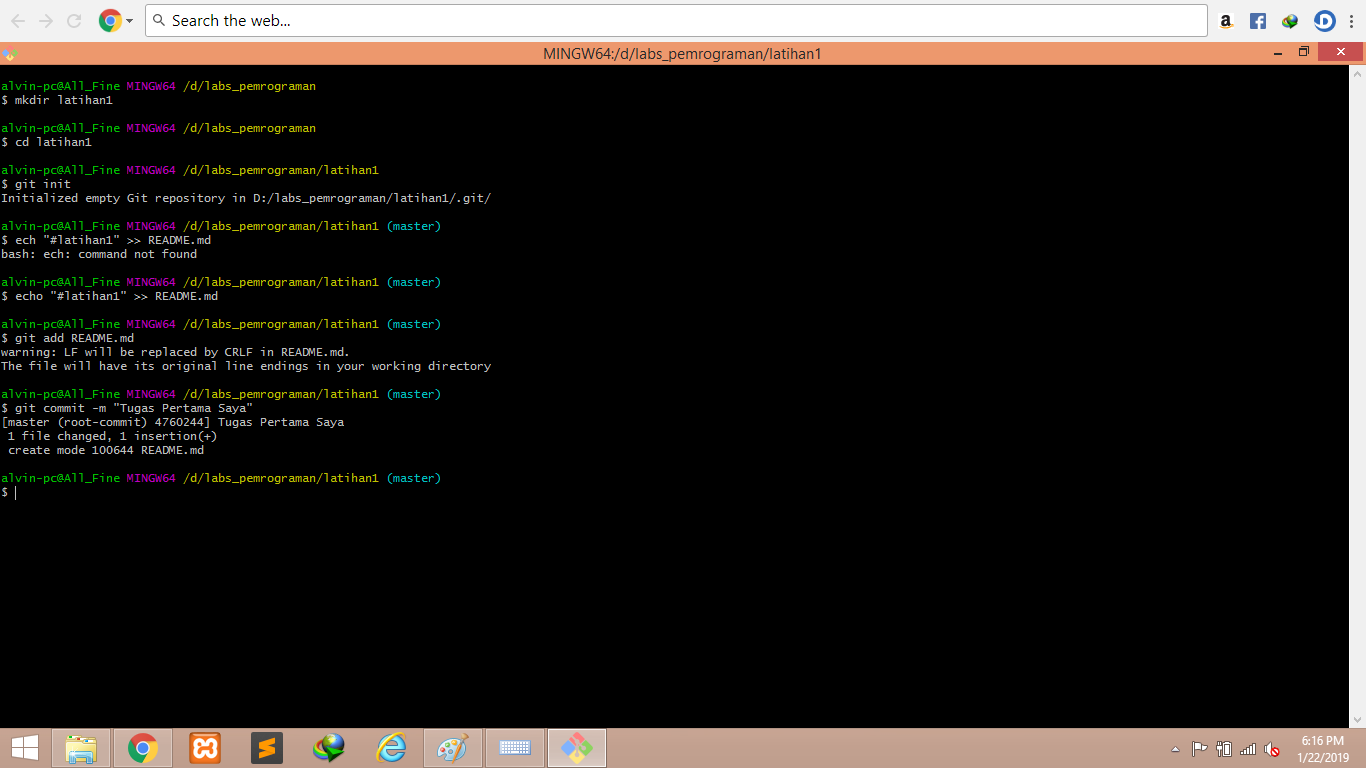 Search the web...
MINGW64:/d/labs_pemrograman/latihan1
alvin-pc@All_Fine MINGW64 /d/labs_pemrograman
$ mkdir latihan1
alvin-pc@All_Fine MINGW64 /d/labs_pemrograman
$ cd latihan1
alvin-pc@All_Fine MINGW64 /d/labs_pemrograman/latihan1
$ git init
Initialized empty Git repository in D:/labs_pemrograman/latihan1/.git/
alvin-pc@All_Fine MINGW64 /d/labs_pemrograman/latihan1 (master)
$ ech "#latihan1" >> README.md
bash: ech: command not found
alvin-pc@All_Fine MINGW64 /d/labs_pemrograman/latihan1 (master)
$ echo "#latihan1" >> README.md
alvin-pc@All_Fine MINGW64 /d/labs_pemrograman/latihan1 (master)
$ git add README.md
warning: LF will be replaced by CRLF in README.md.
The file will have its original line endings in your working directory
alvin-pc@All_Fine MINGW64 /d/labs_pemrograman/latihan1 (master)
$ git commit -m "Tugas Pertama Saya"
[master (root-commit) 4760244] Tugas Pertama Saya
 1 file changed, 1 insertion(+)
 create mode 100644 README.md
alvin-pc@All_Fine MINGW64 /d/labs_pemrograman/latihan1 (master)
$
6:16 PM
1/22/2019